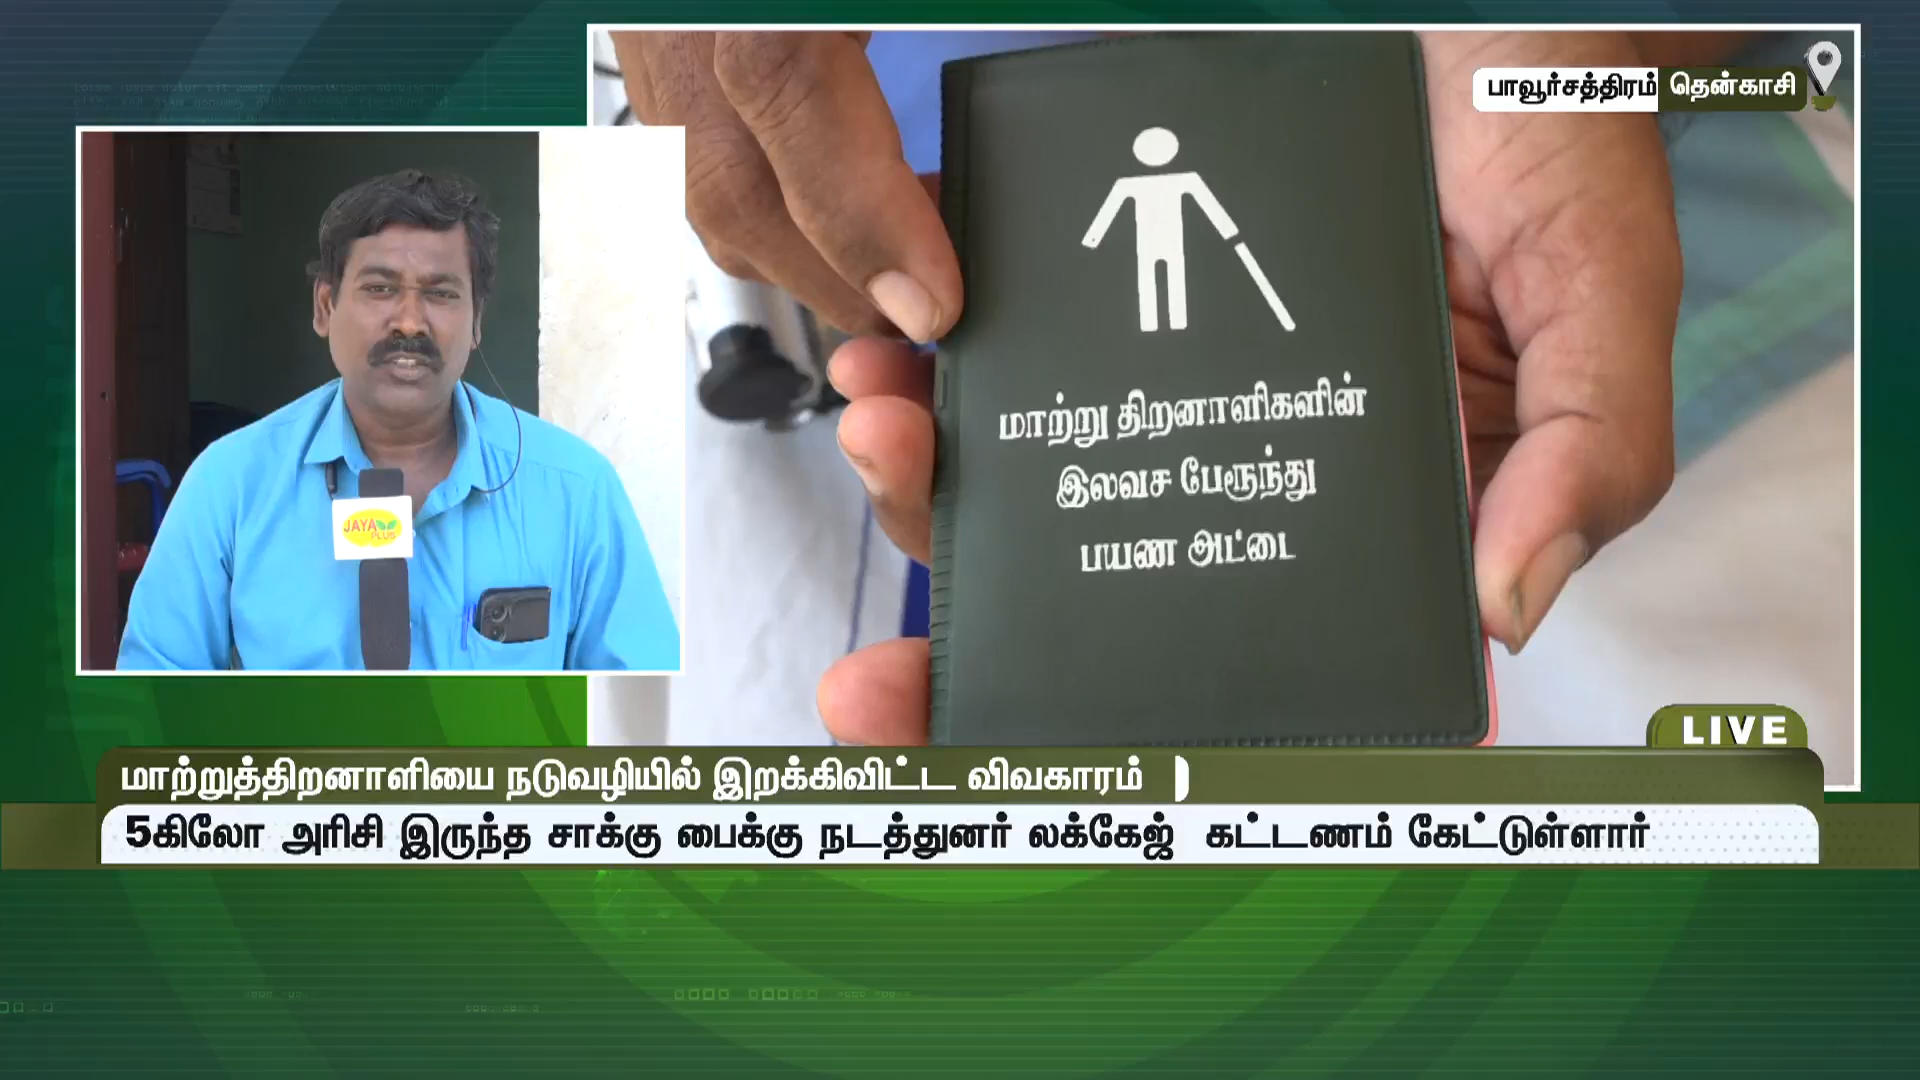 பாவூர்சத்திரம் தென்காசி
மாற்று திறனாளிகளின்
இலவச பேரூந்து
பயண அட்டை
JAYA
PLUS
LIVE
மாற்றுத்திறனாளியை நடுவழியில் இறக்கிவிட்ட விவகாரம்
5கிலோ அரிசி இருந்த சாக்கு பைக்கு நடத்துனர் லக்கேஜ் கட்டணம் கேட்டுள்ளார்